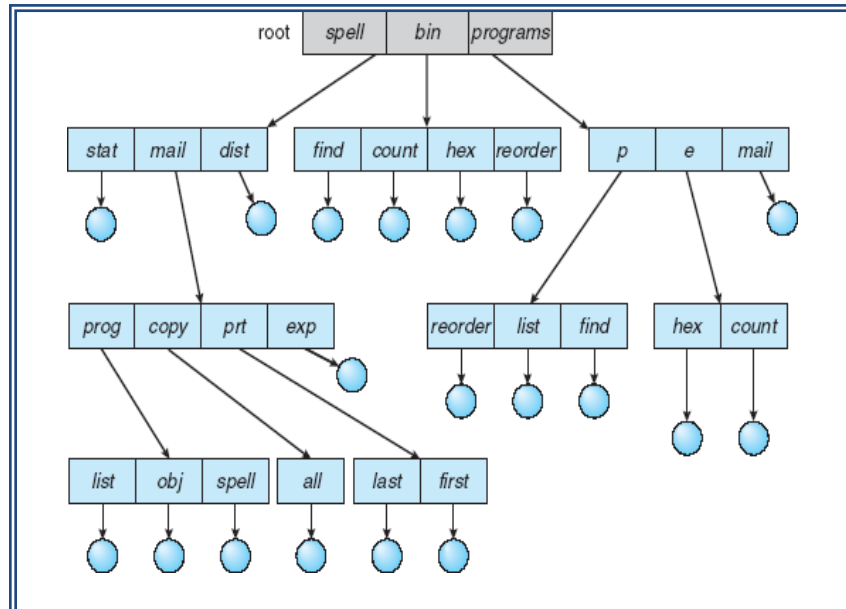 root spell bin programs
stat mail dist find count hex reorder p e mail
prog copy prt exp reorder list find hex count
list obj spell all last first